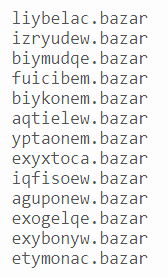 liybelac.bazar
izryudew.bazar
biymudqe.bazar
fuicibem.bazar
biykonem.bazar
aqtielew.bazar
yptaonem.bazar
exyxtoca.bazar
iqfisoew.bazar
aguponew.bazar
exogelqe.bazar
exybonyw.bazar
etymonac.bazar